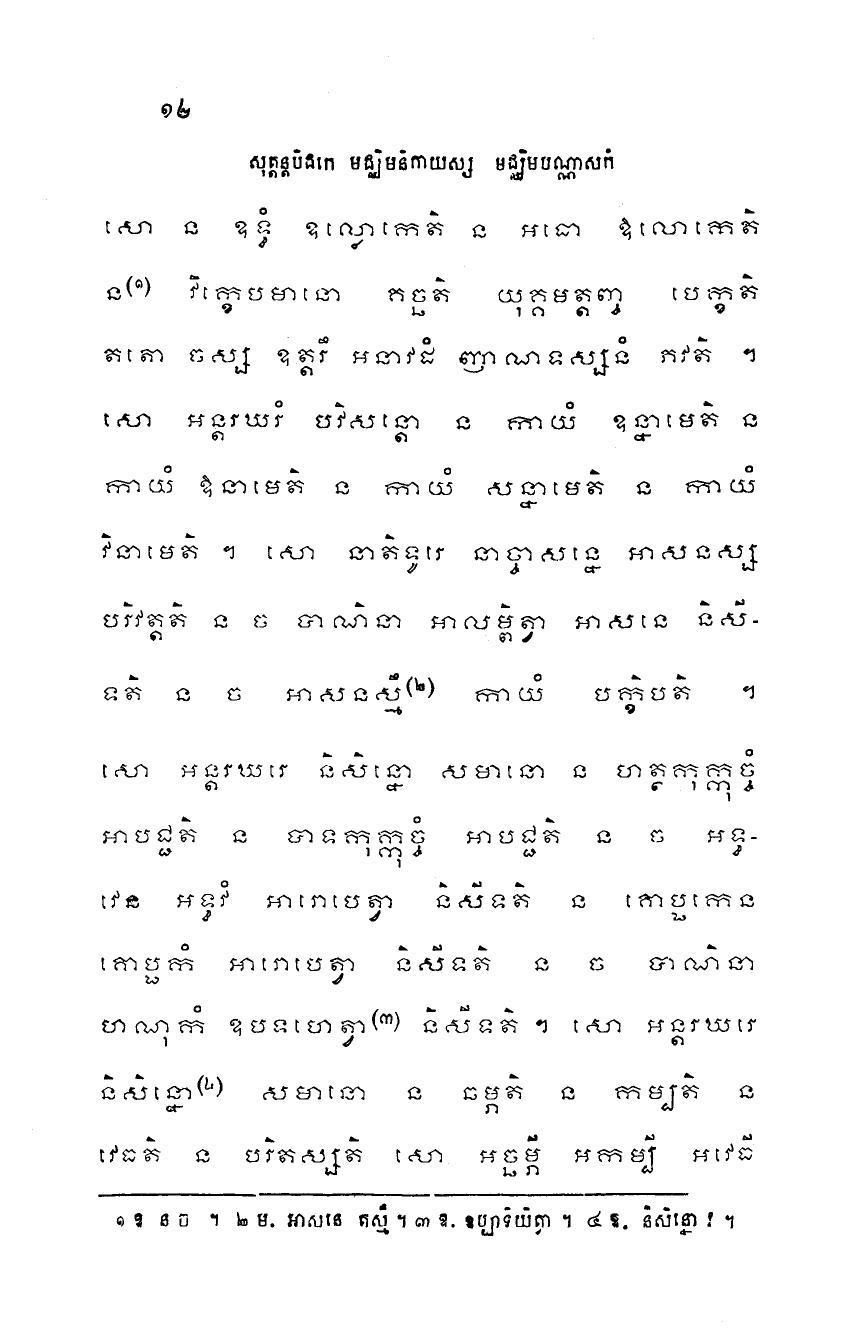 ១៤
សុត្តន្តបិដកេ មជ្ឈិមនិកាយស្ស មជ្ឈិមបណ្ណាសកំ
សោ ន ឧទ្ធំ ឧល្លោកេតិ ន អធោ ឱលោកេតិ
ន(១) វិក្ខេបមានោ គច្ឆតិ យុគ្គមត្តញ្ច បេក្ខតិ
តតោ ចស្ស ឧត្តរឹ អនាវដំ ញាណទស្សនំ ភវតិ ។
សោ អន្តរឃរំ បវិសន្តោ ន កាយំ ឧន្នាមេតិ ន
កាយំ ឱនាមេតិ ន កាយំ សន្នាមេតិ ន កាយំ
វិនាមេតិ ។ សោ នាតិទូរេ នាច្ចាសន្នេ អាសនស្ស
បរិវត្តតិ ន ច បាណិនា អាលម្ពិត្វា អាសនេ និសី-
ទតិ ន ច អាសនស្មឹ(២) កាយំ បក្ខិបតិ ។
សោ អន្តរឃរេ និសិន្នោ សមានោ ន ហត្ថកុក្កុច្ចំ
អាបជ្ជតិ ន បាទកុក្កុច្ចំ អាបជ្ជតិ ន ច អទ្ធុ-
វេន អទ្ធុវំ អារោបេត្វា និសីទតិ ន គោប្ផកេន
គោប្ផកំ អារោបេត្វា និសីទតិ ន ច បាណិនា
ហណុកំ ឧបទហេត្វា(៣) និសីទតិ ។ សោ អន្តរឃរេ
និសិន្នោ(៤) សមានោ ន ឆម្ភតិ ន កម្បតិ ន
វេធតិ ន បរិតស្សតិ សោ អច្ឆម្ភី អកម្បី អវេធី
១ ឱ ន ច ។ ២ ម. អាសនេ តស្មឹ ។ ៣ ឱ. ឧប្បាទិយិត្វា ។ ៤ ឱ. និសិន្នោ វ ។